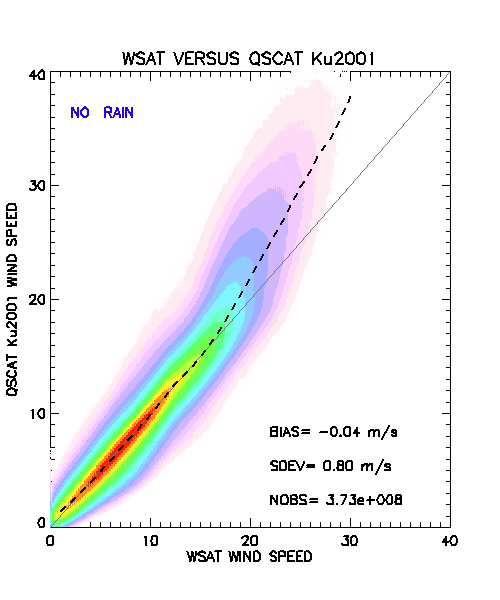 WSAT VERSUS QSCAT Ku2001
40
NO RAIN
30
QSCAT Ku2001 WIND SPEED
20
10
BIAS= -0.04 m/s
SDEV= 0.80 m/s
NOBS= 3.73e+008
0
0 10 20 30 40
WSAT WIND SPEED